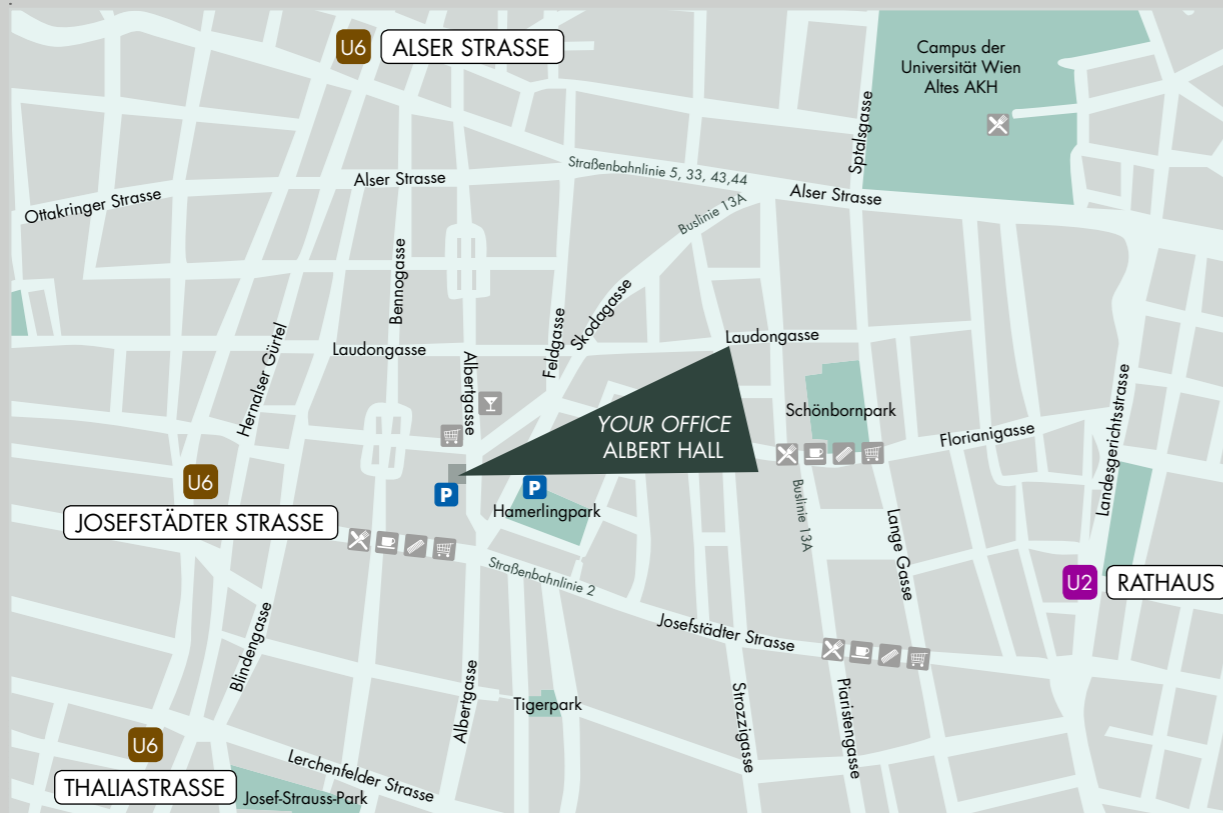 U6 ALSER STRASSE
Campus der
Universität Wien
Altes AKH
Sptalsgasse
Straßenbahnlinie 5, 33, 43,44
Alser Strasse
Alser Strasse
Ottakringer Strasse
Buslinie 13A
Bennogasse
Skodagasse
Feldgasse
Hernalser Gürtel
Laudongasse
Laudongasse
Albertgasse
Landesgerichtsstrasse
YOUR OFFICE
ALBERT HALL
Schönbornpark
Florianigasse
U6
JOSEFSTÄDTER STRASSE
P
P
Hamerlingpark
Buslinie 13A
Lange Gasse
Straßenbahnlinie 2
U2 RATHAUS
Josefstädter Strasse
Blindengasse
Albertgasse
Tigerpark
Strozzigasse
Piaristengasse
U6
THALIASTRASSE
Lerchenfelder Strasse
Josef-Strauss-Park